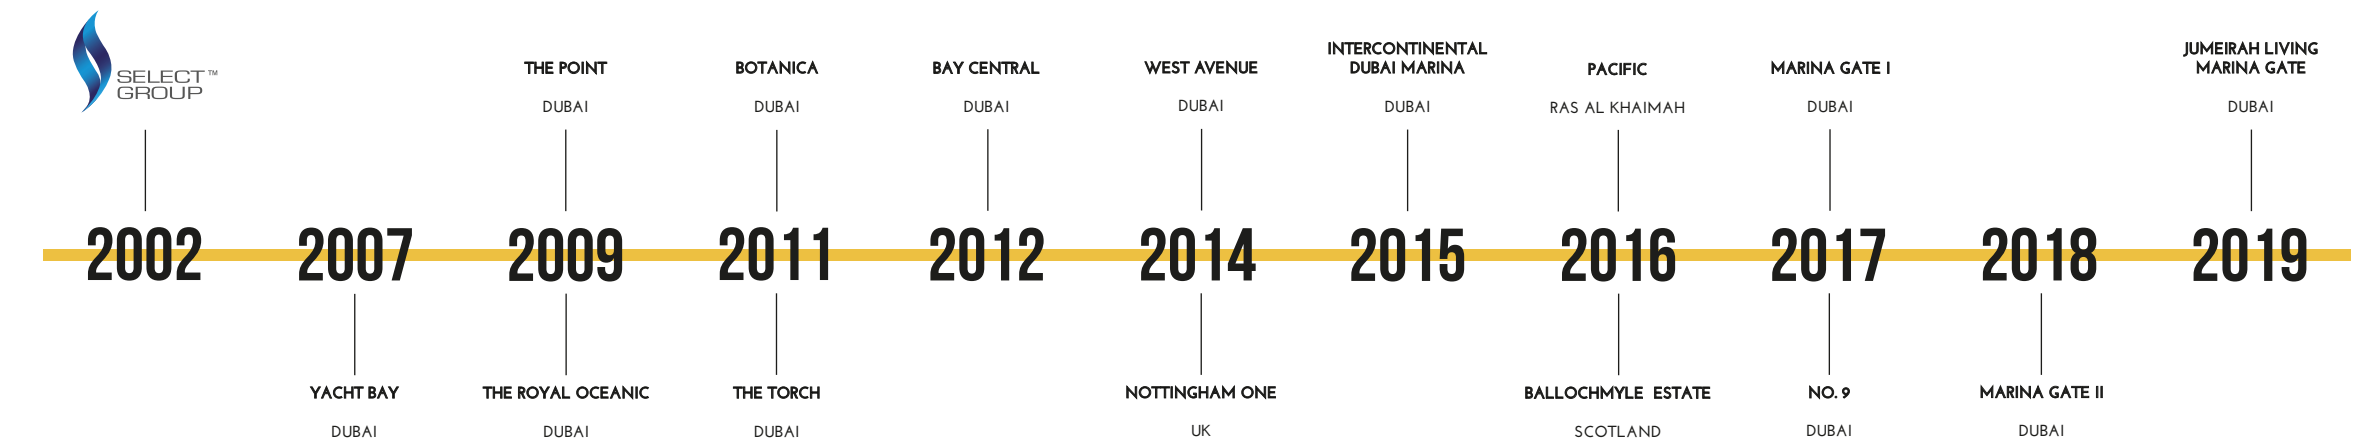 SELECT™
GROUP
THE POINT
DUBAI
BOTANICA
DUBAI
BAY CENTRAL
DUBAI
WEST AVENUE
DUBAI
INTERCONTINENTAL
DUBAI MARINA
DUBAI
PACIFIC
RAS AL KHAIMAH
MARINA GATE I
DUBAI
JUMEIRAH LIVING
MARINA GATE
DUBAI
2002 2007 2009 2011 2012 2014 2015 2016 2017 2018 2019
YACHT BAY
DUBAI
THE ROYAL OCEANIC
DUBAI
THE TORCH
DUBAI
NOTTINGHAM ONE
UK
BALLOCHMYLE ESTATE
SCOTLAND
NO. 9
DUBAI
MARINA GATE II
DUBAI